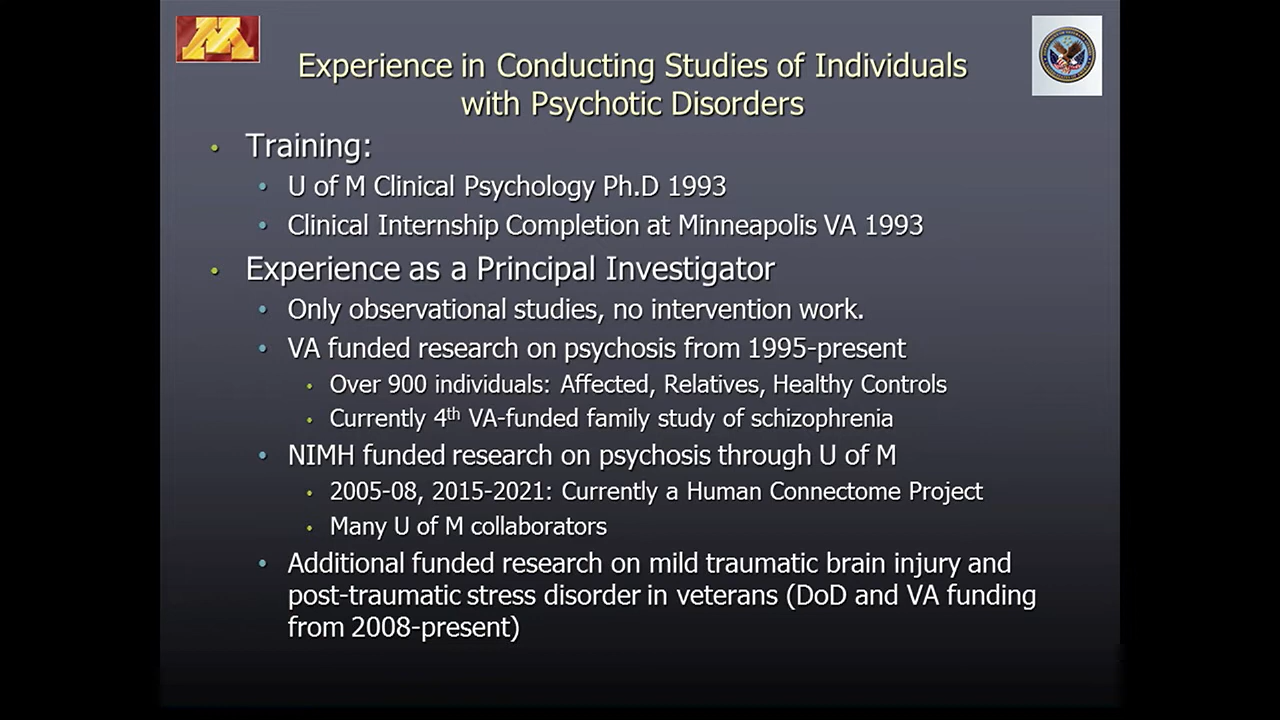 Experience in Conducting Studies of Individuals
with Psychotic Disorders
• Training:
• U of M Clinical Psychology Ph.D 1993
• Clinical Internship Completion at Minneapolis VA 1993
• Experience as a Principal Investigator
• Only observational studies, no intervention work.
• VA funded research on psychosis from 1995-present
• Over 900 individuals: Affected, Relatives, Healthy Controls
• Currently 4th VA-funded family study of schizophrenia
• NIMH funded research on psychosis through U of M
• 2005-08, 2015-2021: Currently a Human Connectome Project
• Many U of M collaborators
• Additional funded research on mild traumatic brain injury and
post-traumatic stress disorder in veterans (DoD and VA funding
from 2008-present)